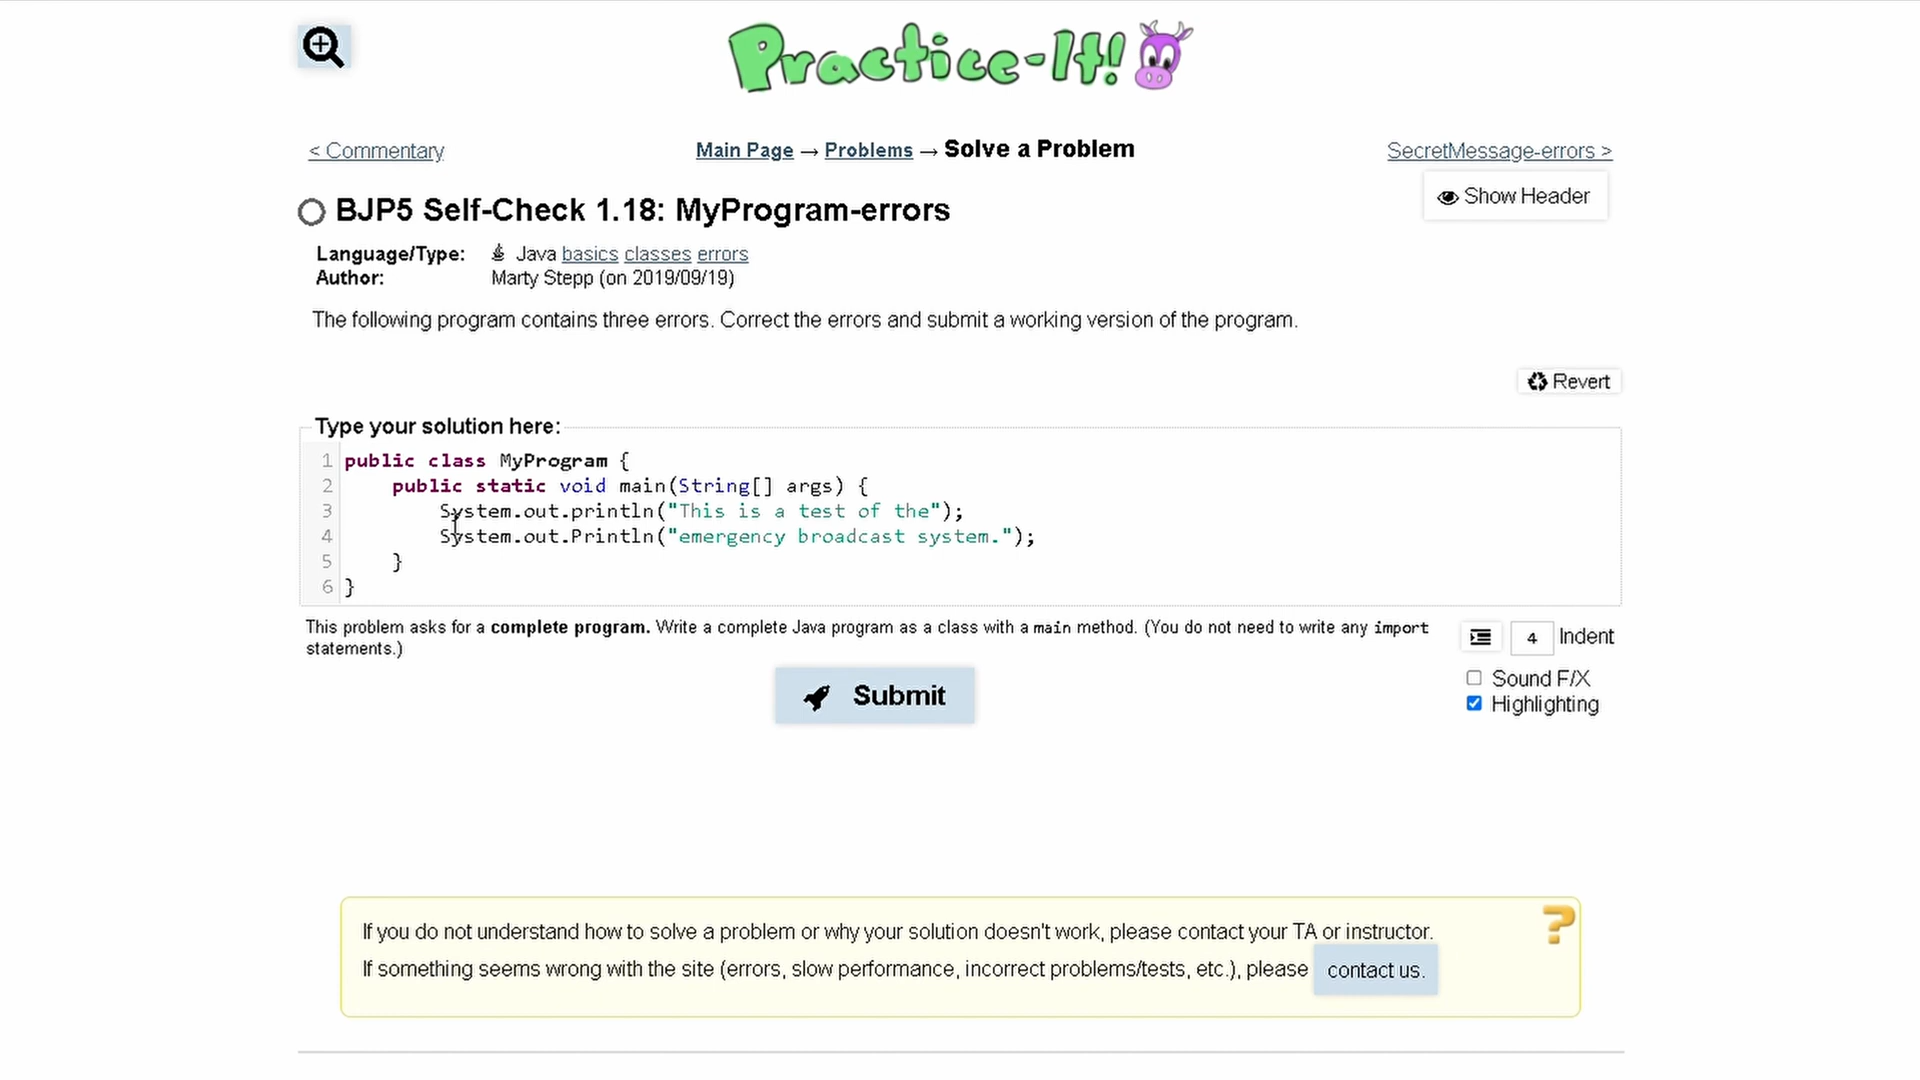 Practice-It!
< Commentary
Main Page → Problems → Solve a Problem
SecretMessage-errors >
Show Header
BJP5 Self-Check 1.18: MyProgram-errors
Language/Type: Java basics classes errors
Author: Marty Stepp (on 2019/09/19)
The following program contains three errors. Correct the errors and submit a working version of the program.
Revert
Type your solution here:
1 public class MyProgram {
2     public static void main(String[] args) {
3         System.out.println("This is a test of the");
4         System.out.Println("emergency broadcast system.");
5     }
6 }
This problem asks for a complete program. Write a complete Java program as a class with a main method. (You do not need to write any import
statements.)
4 Indent
Sound F/X
Highlighting
Submit
If you do not understand how to solve a problem or why your solution doesn't work, please contact your TA or instructor.
If something seems wrong with the site (errors, slow performance, incorrect problems/tests, etc.), please contact us.